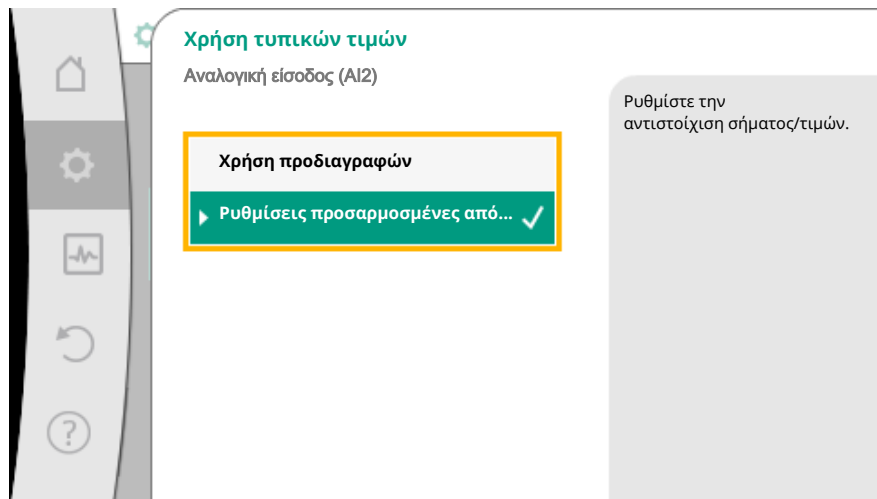 Χρήση τυπικών τιμών
Αναλογική είσοδος (AI2)
Χρήση προδιαγραφών
Ρυθμίσεις προσαρμοσμένες από...
Ρυθμίστε την
αντιστοίχιση σήματος/τιμών.
?